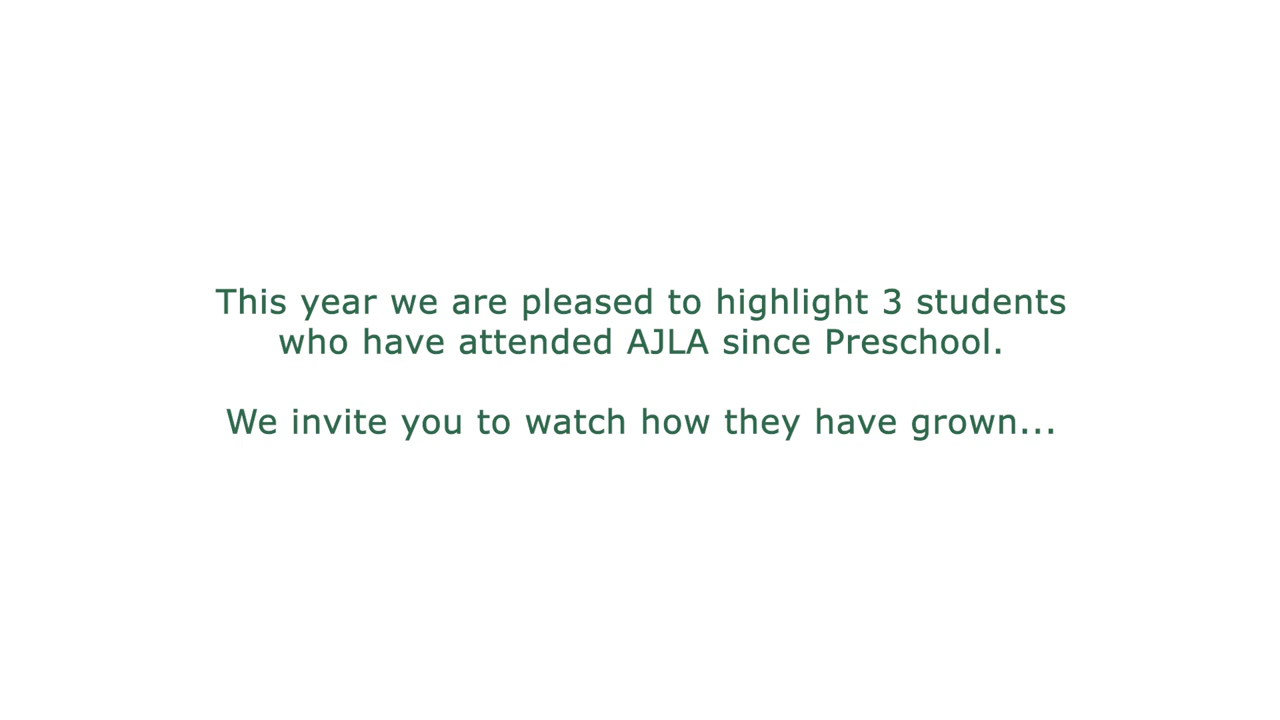 This year we are pleased to highlight 3 students
who have attended AJLA since Preschool.
We invite you to watch how they have grown...